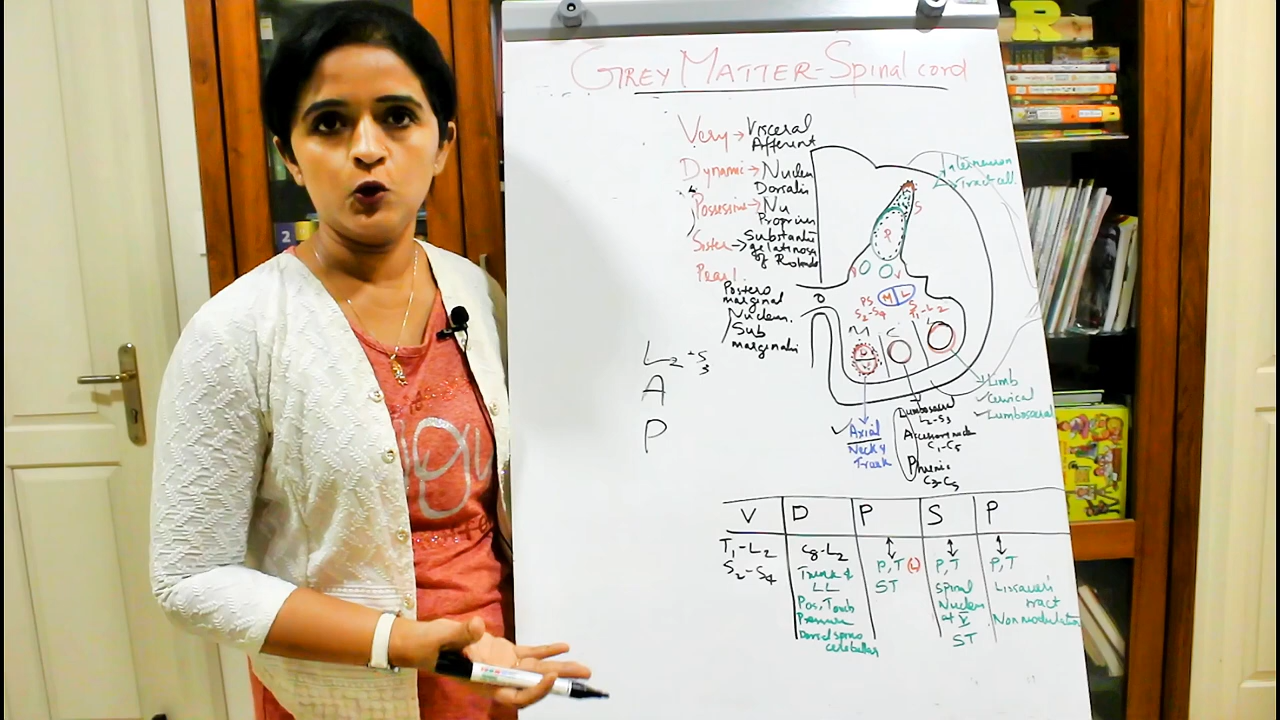 GREY MATTER - Spinal cord
Very → Visceral
Afferent
Dynamic → Nucleu
Dorsalis
Possessive → Nu
Proprius
Sister → Substantia
gelatinosa
of Rolando
Pearl.
Postero
marginal
Nucleus.
Sub
marginalis
Interneuron
Tract cell.
S
P
D V
M L
PS S
S2-S4 T1-L2
M C L
L2-S3
A
P
Axial
Neck &
Trunk
Lumbosacral
L2-S3
Accessory
C1-C5
Phrenic
C3-C5
Limb
Cervical
Lumbosacral
V D P S P
T1-L2
S2-S4
C8-L2
Trunk &
LL
Pos, Touch
Pressure
Dorsal spino
cerebellar
P, T (L)
ST
P, T
Spinal
Nucleus
of V
ST
P, T
Lissauer's
tract
Non modulation
R